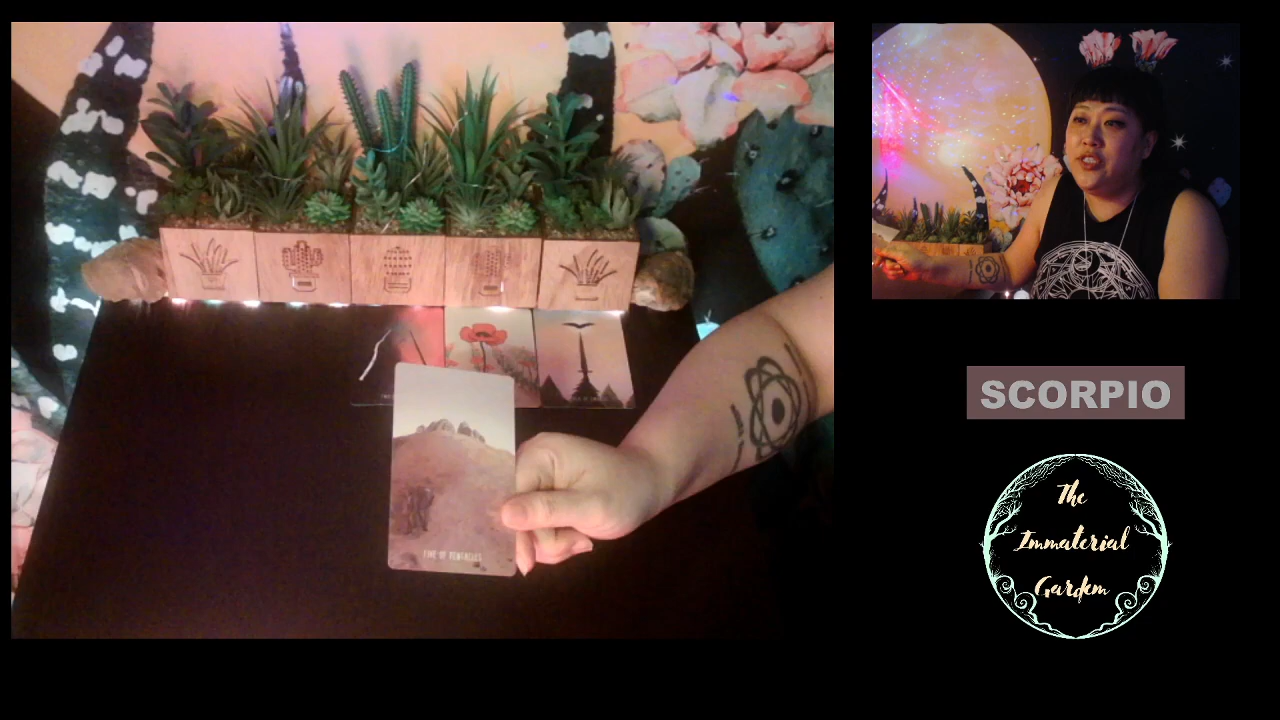 FIVE OF PENTACLES
SCORPIO
The
Immaterial
Garden